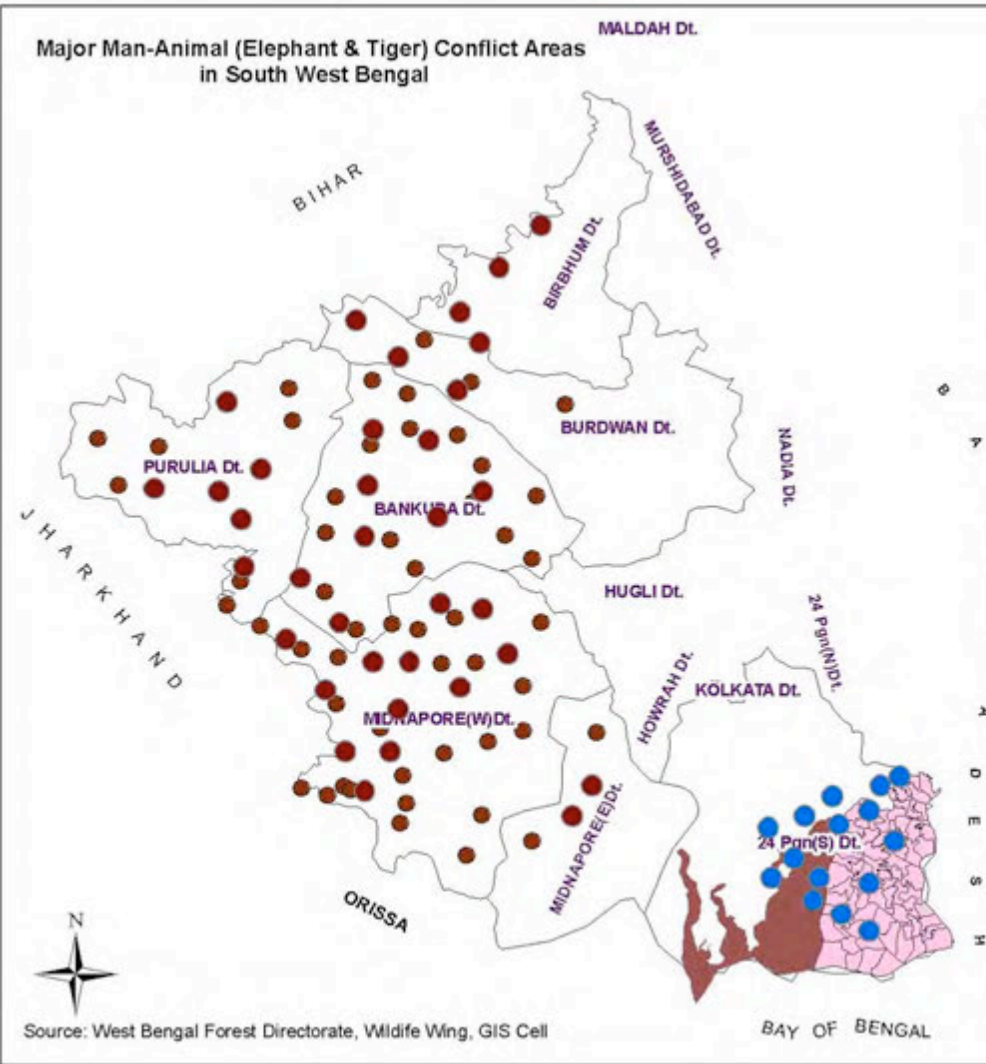 MALDAH Dt.
Major Man-Animal (Elephant & Tiger) Conflict Areas
in South West Bengal
MURSHIDABAD Dt.
BIHAR
BIRBHUM Dt.
BURDWAN Dt.
NADIA Dt.
PURULIA Dt.
BANKURA Dt.
JHARKHAND
HUGLI Dt.
24 Pgn(N)Dt.
HOWRAH Dt.
KOLKATA Dt.
MIDNAPORE(W)Dt.
MIDNAPORE(E)Dt.
24 Pgn(S) Dt.
B A
A D E S H
ORISSA
N
Source: West Bengal Forest Directorate, Wildlife Wing, GIS Cell
BAY OF BENGAL